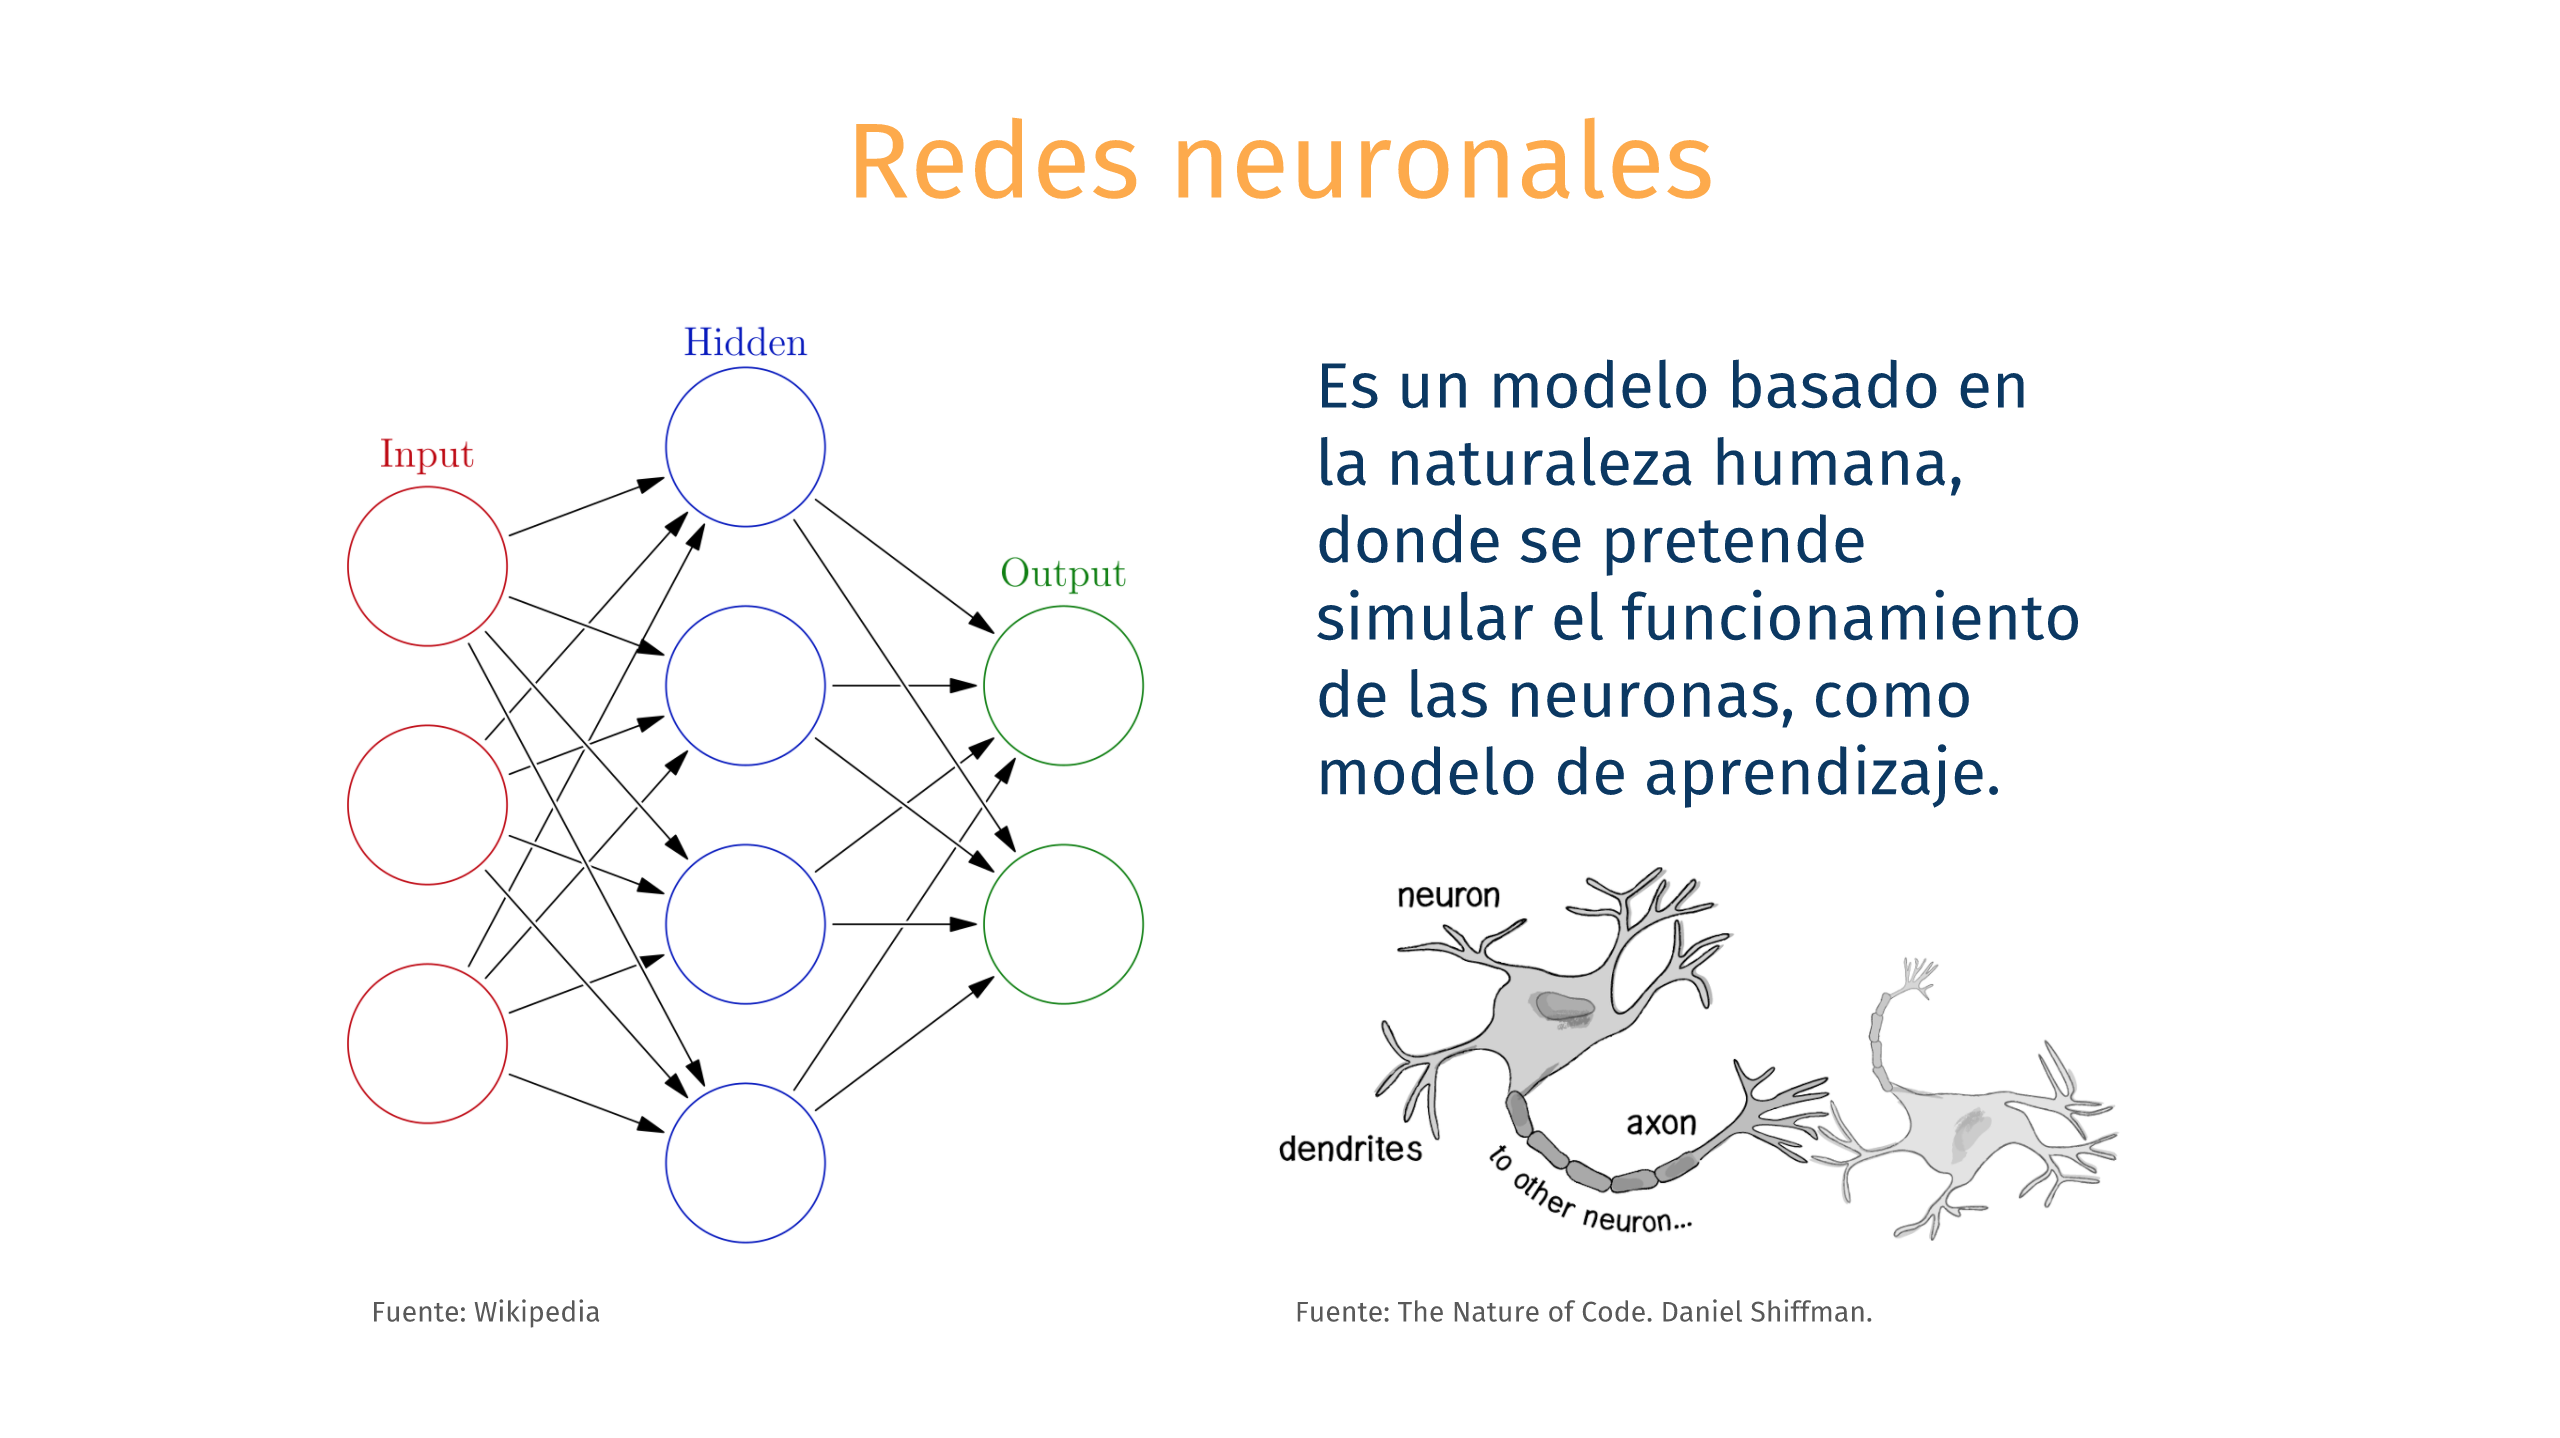 Redes neuronales
Hidden
Input
Output
Es un modelo basado en
la naturaleza humana,
donde se pretende
simular el funcionamiento
de las neuronas, como
modelo de aprendizaje.
neuron
axon
dendrites
to other neuron...
Fuente: Wikipedia
Fuente: The Nature of Code. Daniel Shiffman.